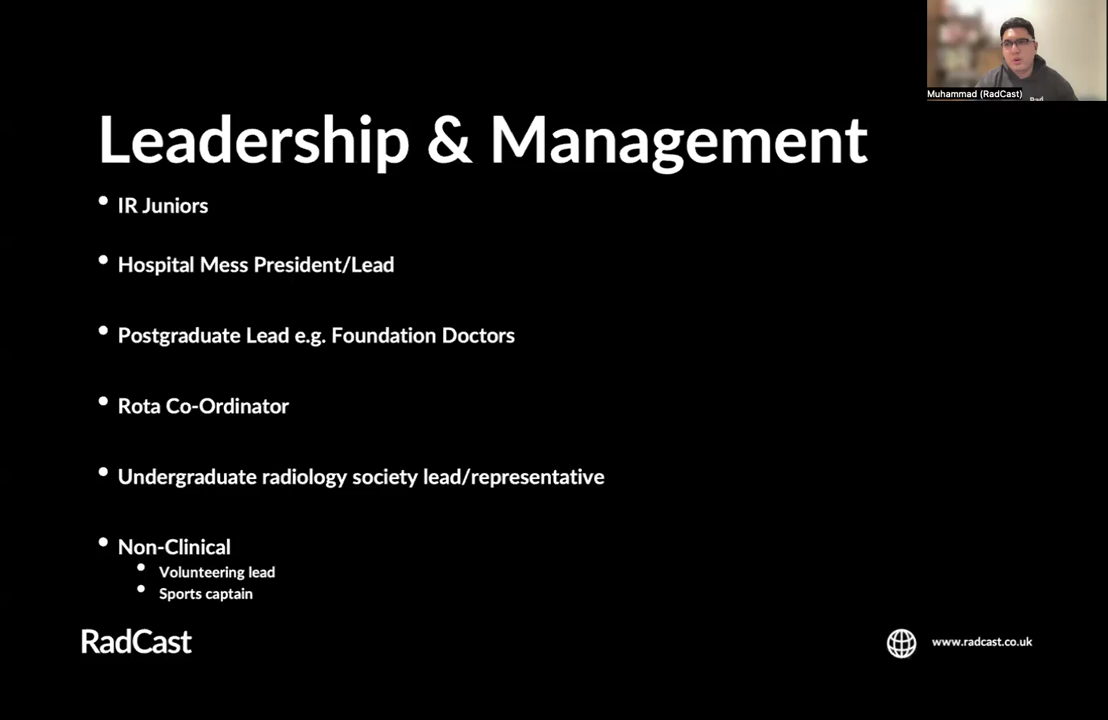 Rad
Muhammad (RadCast)
Leadership & Management
• IR Juniors
• Hospital Mess President/Lead
• Postgraduate Lead e.g. Foundation Doctors
• Rota Co-Ordinator
• Undergraduate radiology society lead/representative
• Non-Clinical
• Volunteering lead
• Sports captain
RadCast
www.radcast.co.uk